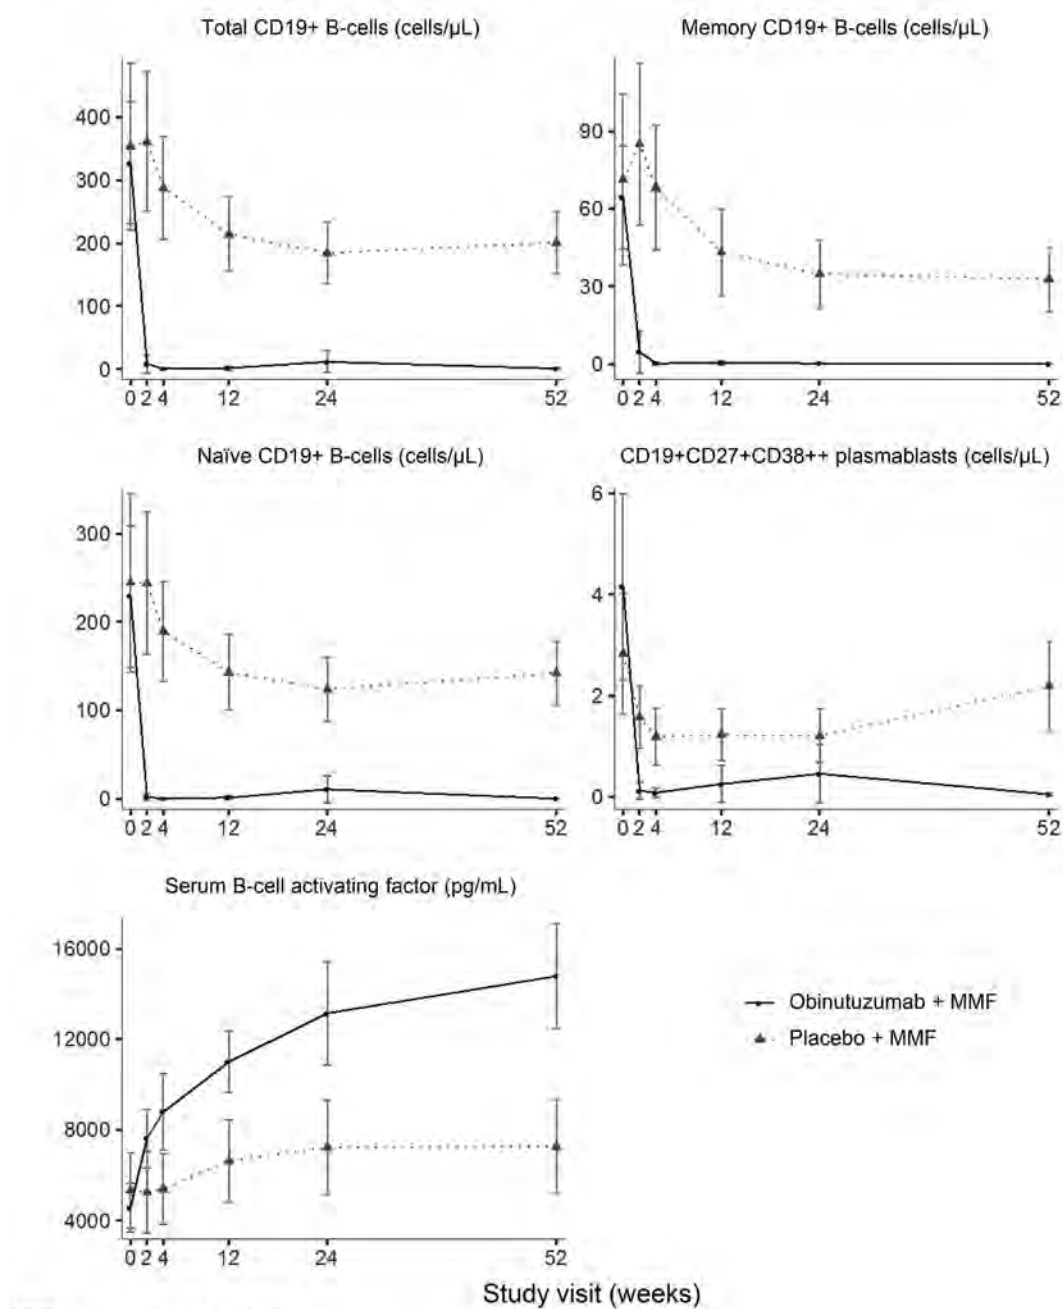 Total CD19+ B-cells (cells/µL)
400
300
200
100
0
0 2 4 12 24 52
Memory CD19+ B-cells (cells/µL)
90
60
30
0
0 2 4 12 24 52
Naïve CD19+ B-cells (cells/µL)
300
200
100
0
0 2 4 12 24 52
CD19+CD27+CD38++ plasmablasts (cells/µL)
6
4
2
0
0 2 4 12 24 52
Serum B-cell activating factor (pg/mL)
16000
12000
8000
4000
0 2 4 12 24 52
Obinutuzumab + MMF
Placebo + MMF
Study visit (weeks)